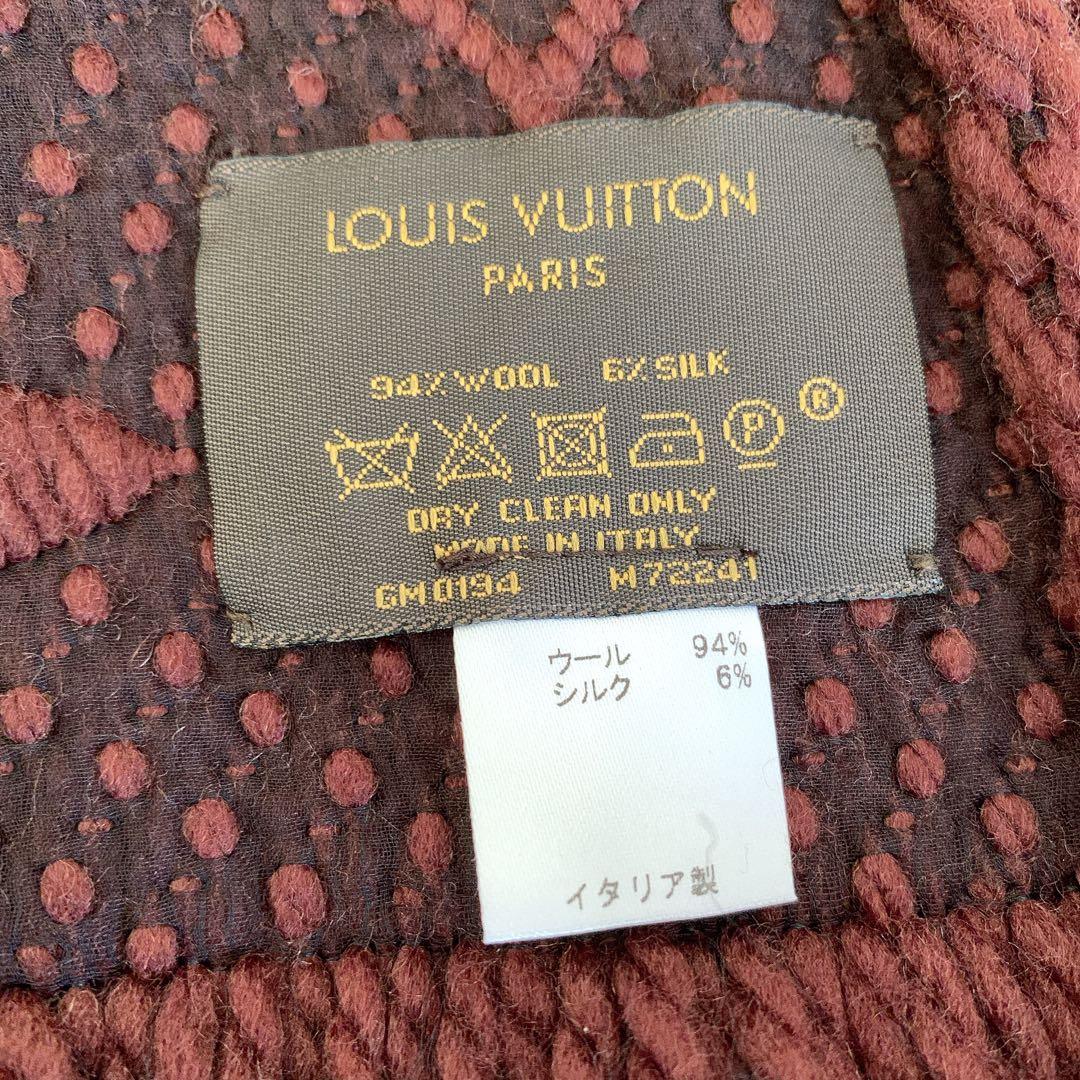 LOUIS VUITTON
PARIS
94% WOOL 6% SILK
P ®
DRY CLEAN ONLY
MADE IN ITALY
GM0194 M72241
ウール 94%
シルク 6%
イタリア製